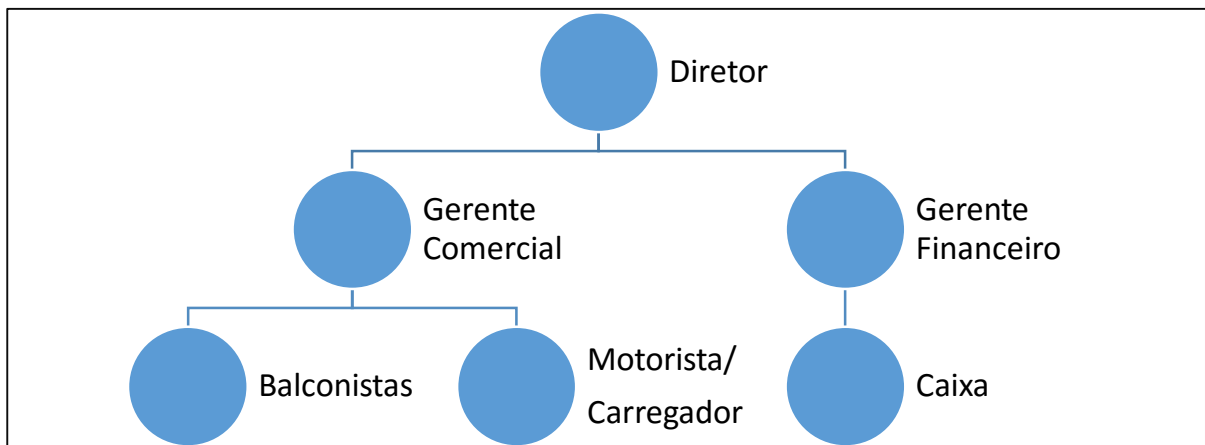 Diretor
Gerente
Comercial
Gerente
Financeiro
Balconistas
Motorista/
Carregador
Caixa